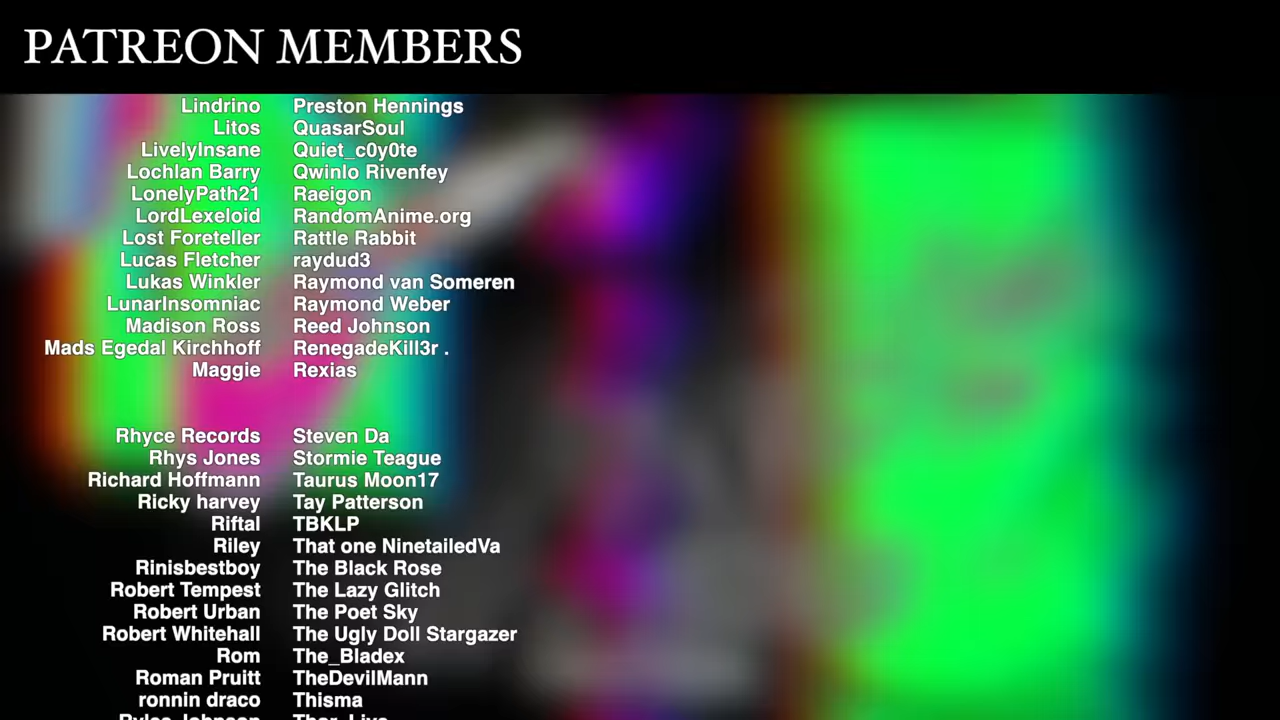 PATREON MEMBERS
Lindrino Preston Hennings
Litos QuasarSoul
LivelyInsane Quiet_c0y0te
Lochlan Barry Qwinlo Rivenfey
LonelyPath21 Raeigon
LordLexeloid RandomAnime.org
Lost Foreteller Rattle Rabbit
Lucas Fletcher raydud3
Lukas Winkler Raymond van Someren
LunarInsomniac Raymond Weber
Madison Ross Reed Johnson
Mads Egedal Kirchhoff RenegadeKill3r .
Maggie Rexias
Rhyce Records Steven Da
Rhys Jones Stormie Teague
Richard Hoffmann Taurus Moon17
Ricky harvey Tay Patterson
Riftal TBKLP
Riley That one NinetailedVa
Rinisbestboy The Black Rose
Robert Tempest The Lazy Glitch
Robert Urban The Poet Sky
Robert Whitehall The Ugly Doll Stargazer
Rom The_Bladex
Roman Pruitt TheDevilMann
ronnin draco Thisma